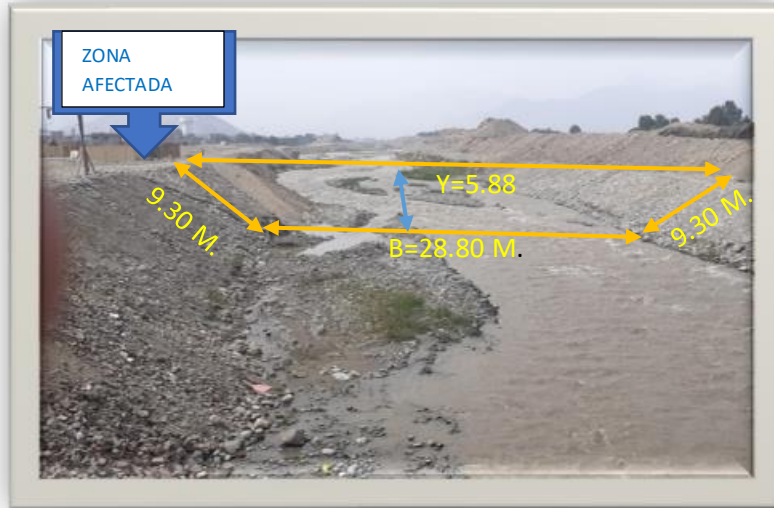 ZONA
AFECTADA
Y=5.88
9.30 M.
9.30 M.
B=28.80 M.